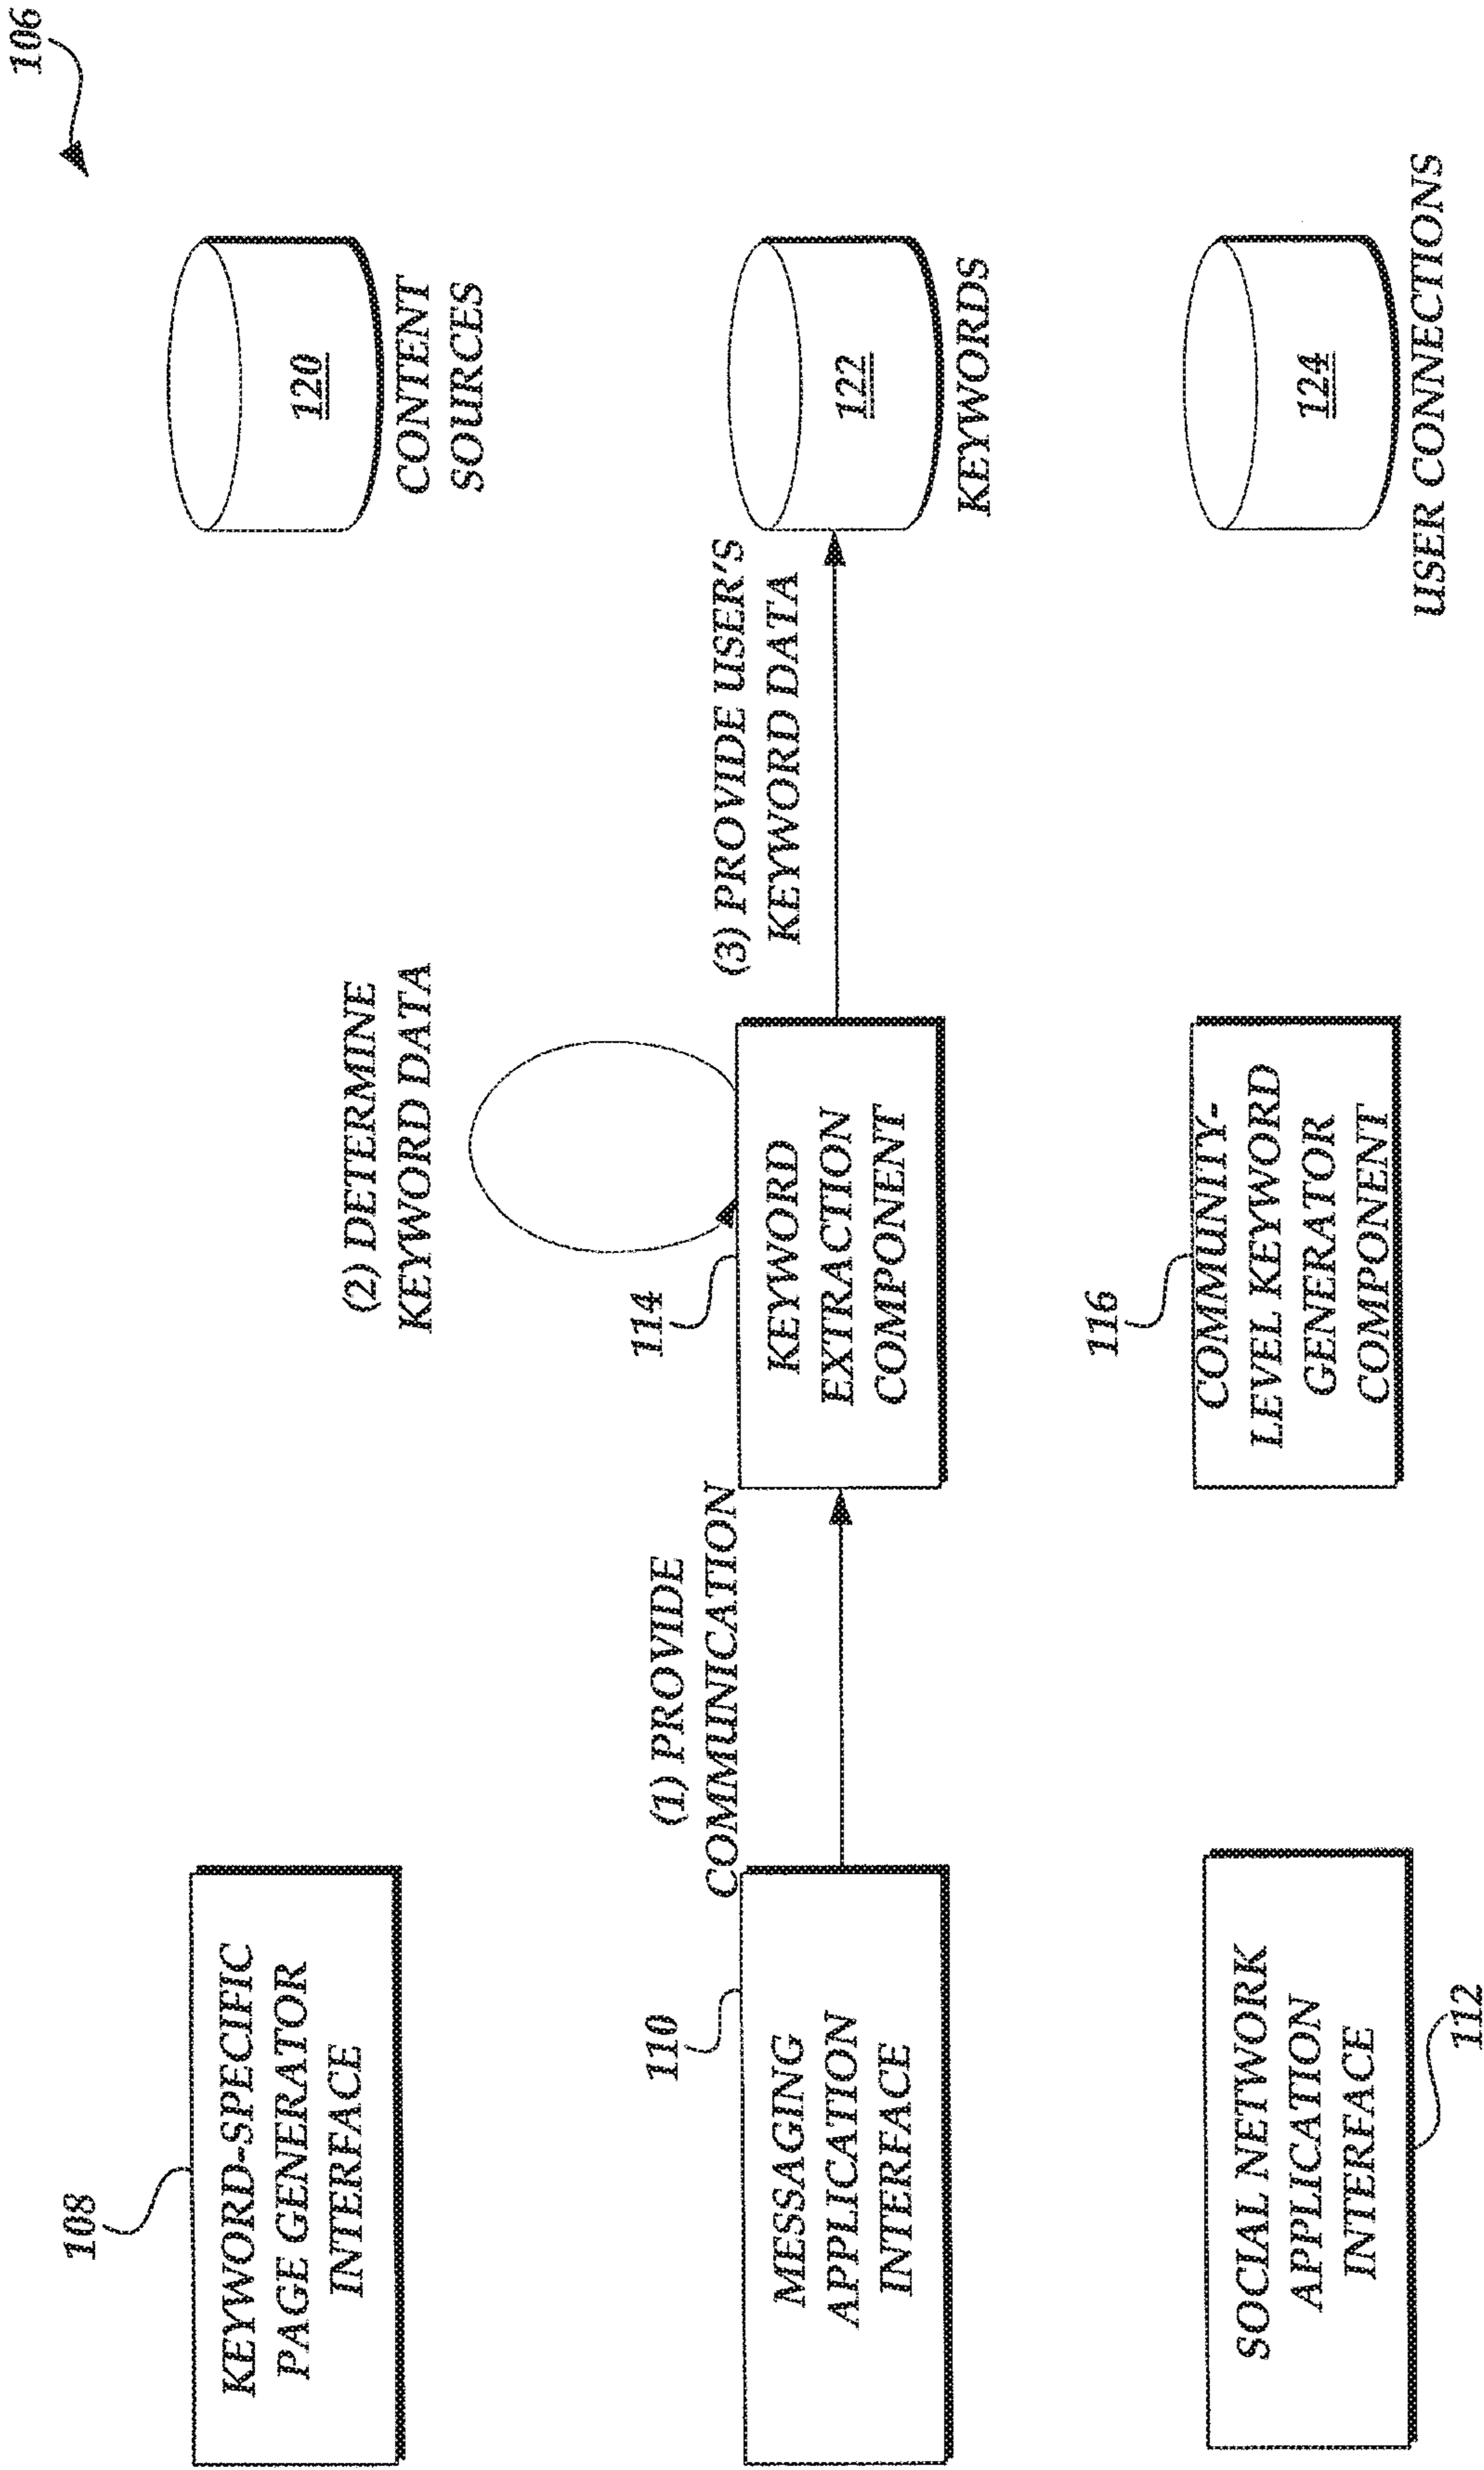 106
108
KEYWORD-SPECIFIC
PAGE GENERATOR
INTERFACE
120
CONTENT
SOURCES
(2) DETERMINE
KEYWORD DATA
110
MESSAGING
APPLICATION
INTERFACE
(1) PROVIDE
COMMUNICATION
114
KEYWORD
EXTRACTION
COMPONENT
(3) PROVIDE USER'S
KEYWORD DATA
122
KEYWORDS
SOCIAL NETWORK
APPLICATION
INTERFACE
112
116
COMMUNITY-
LEVEL KEYWORD
GENERATOR
COMPONENT
124
USER CONNECTIONS